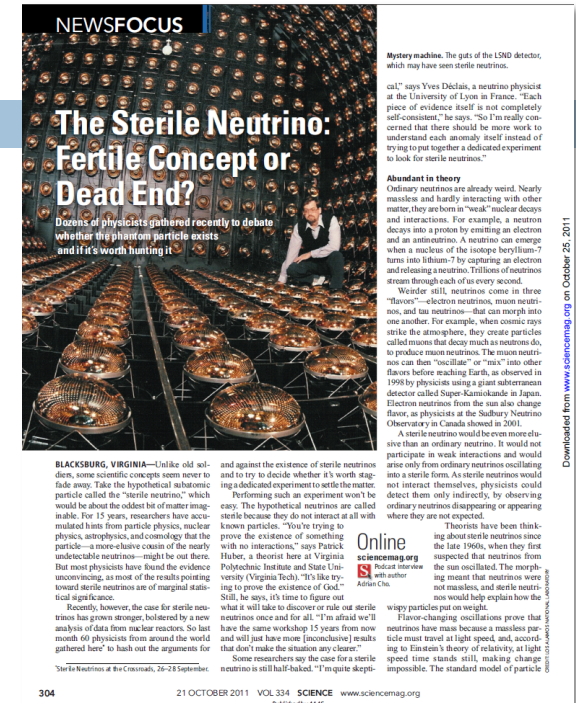 NEWSFOCUS
The Sterile Neutrino:
Fertile Concept or
Dead End?
Dozens of physicists gathered recently to debate
whether the phantom particle exists
and if it's worth hunting it
Mystery machine. The guts of the LSND detector,
which may have seen sterile neutrinos.
BLACKSBURG, VIRGINIA—Unlike old sol-
diers, some scientific concepts seem never to
fade away. Take the hypothetical subatomic
particle called the "sterile neutrino," which
would be about the oddest bit of matter imag-
inable. For 15 years, researchers have accu-
mulated hints from particle physics, nuclear
physics, astrophysics, and cosmology that the
particle—a more-elusive cousin of the nearly
undetectable neutrinos—might be out there.
But most physicists have found the evidence
unconvincing, as most of the results pointing
toward sterile neutrinos are of marginal statis-
tical significance.
Recently, however, the case for sterile neu-
trinos has grown stronger, bolstered by a new
analysis of data from nuclear reactors. So last
month 60 physicists from around the world
gathered here* to hash out the arguments for
*Sterile Neutrinos at the Crossroads, 26–28 September.
and against the existence of sterile neutrinos
and to try to decide whether it's worth stag-
ing a dedicated experiment to settle the matter.
Performing such an experiment won't be
easy. The hypothetical neutrinos are called
sterile because they do not interact at all with
known particles. "You're trying to
prove the existence of something
with no interactions," says Patrick
Huber, a theorist here at Virginia
Polytechnic Institute and State Uni-
versity (Virginia Tech). "It's like try-
ing to prove the existence of God."
Still, he says, it's time to figure out
what it will take to discover or rule out sterile
neutrinos once and for all. "I'm afraid we'll
have the same workshop 15 years from now
and will just have more [inconclusive] results
that don't make the situation any clearer."
Some researchers say the case for a sterile
neutrino is still half-baked. "I'm quite skepti-
Online
sciencemag.org
Podcast interview
with author
Adrian Cho.
cal," says Yves Déclais, a neutrino physicist
at the University of Lyon in France. "Each
piece of evidence itself is not completely
self-consistent," he says. "So I'm really con-
cerned that there should be more work to
understand each anomaly itself instead of
trying to put together a dedicated experiment
to look for sterile neutrinos."
Abundant in theory
Ordinary neutrinos are already weird. Nearly
massless and hardly interacting with other
matter, they are born in "weak" nuclear decays
and interactions. For example, a neutron
decays into a proton by emitting an electron
and an antineutrino. A neutrino can emerge
when a nucleus of the isotope beryllium-7
turns into lithium-7 by capturing an electron
and releasing a neutrino. Trillions of neutrinos
stream through each of us every second.
Weirder still, neutrinos come in three
"flavors"—electron neutrinos, muon neutri-
nos, and tau neutrinos—that can morph into
one another. For example, when cosmic rays
strike the atmosphere, they create particles
called muons that decay much as neutrons do,
to produce muon neutrinos. The muon neutri-
nos can then "oscillate" or "mix" into other
flavors before reaching Earth, as observed in
1998 by physicists using a giant subterranean
detector called Super-Kamiokande in Japan.
Electron neutrinos from the sun also change
flavor, as physicists at the Sudbury Neutrino
Observatory in Canada showed in 2001.
A sterile neutrino would be even more elu-
sive than an ordinary neutrino. It would not
participate in weak interactions and would
arise only from ordinary neutrinos oscillating
into a sterile form. As sterile neutrinos would
not interact themselves, physicists could
detect them only indirectly, by observing
ordinary neutrinos disappearing or appearing
where they are not expected.
Theorists have been think-
ing about sterile neutrinos since
the late 1960s, when they first
suspected that neutrinos from
the sun oscillated. The morph-
ing meant that neutrinos were
not massless, and sterile neutri-
nos would help explain how the
wispy particles put on weight.
Flavor-changing oscillations prove that
neutrinos have mass because a massless par-
ticle must travel at light speed, and, accord-
ing to Einstein's theory of relativity, at light
speed time stands still, making change
impossible. The standard model of particle
CREDIT: LOS ALAMOS NATIONAL LABORATORY
Downloaded from www.sciencemag.org on October 25, 2011
304
21 OCTOBER 2011 VOL 334 SCIENCE www.sciencemag.org